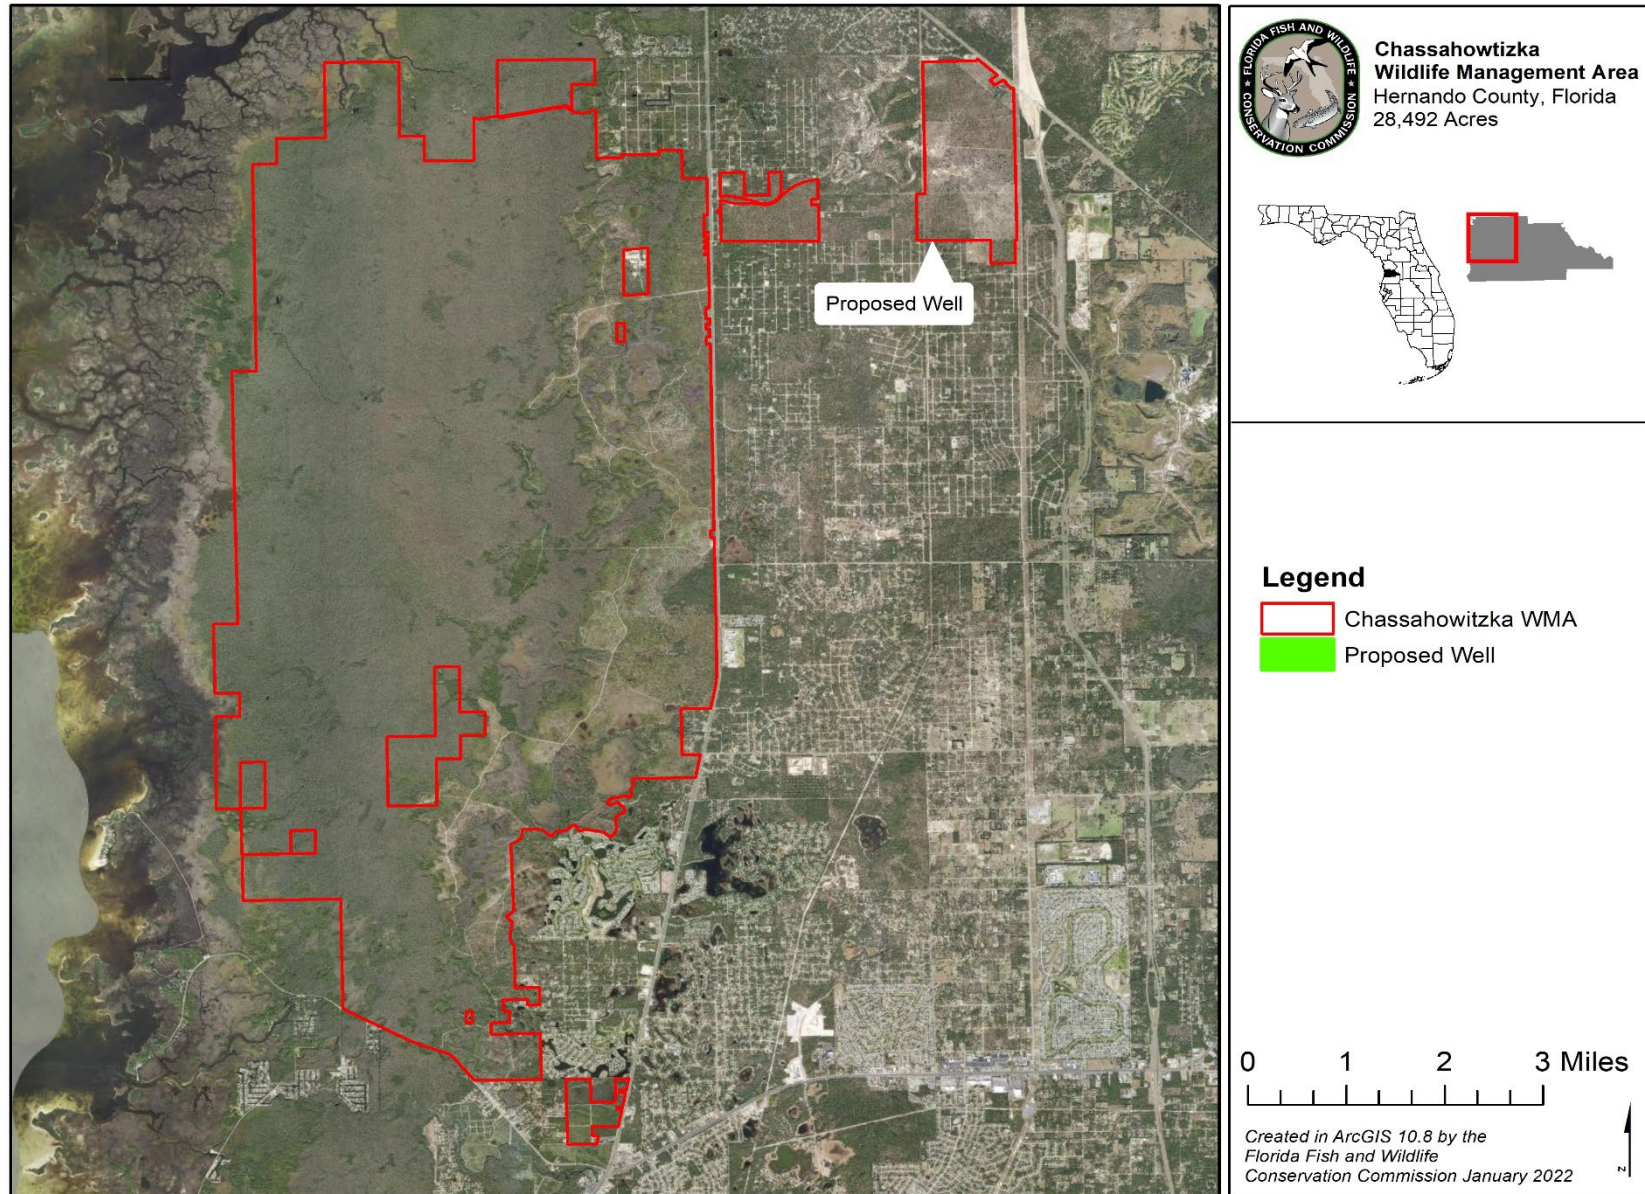 FLORIDA FISH AND WILDLIFE
CONSERVATION COMMISSION
Chassahowtizka
Wildlife Management Area
Hernando County, Florida
28,492 Acres
Proposed Well
Legend
Chassahowitzka WMA
Proposed Well
0 1 2 3 Miles
Created in ArcGIS 10.8 by the
Florida Fish and Wildlife
Conservation Commission January 2022
N